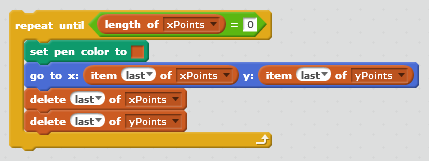 repeat until length of xPoints = 0
set pen color to
go to x: item last of xPoints y: item last of yPoints
delete last of xPoints
delete last of yPoints